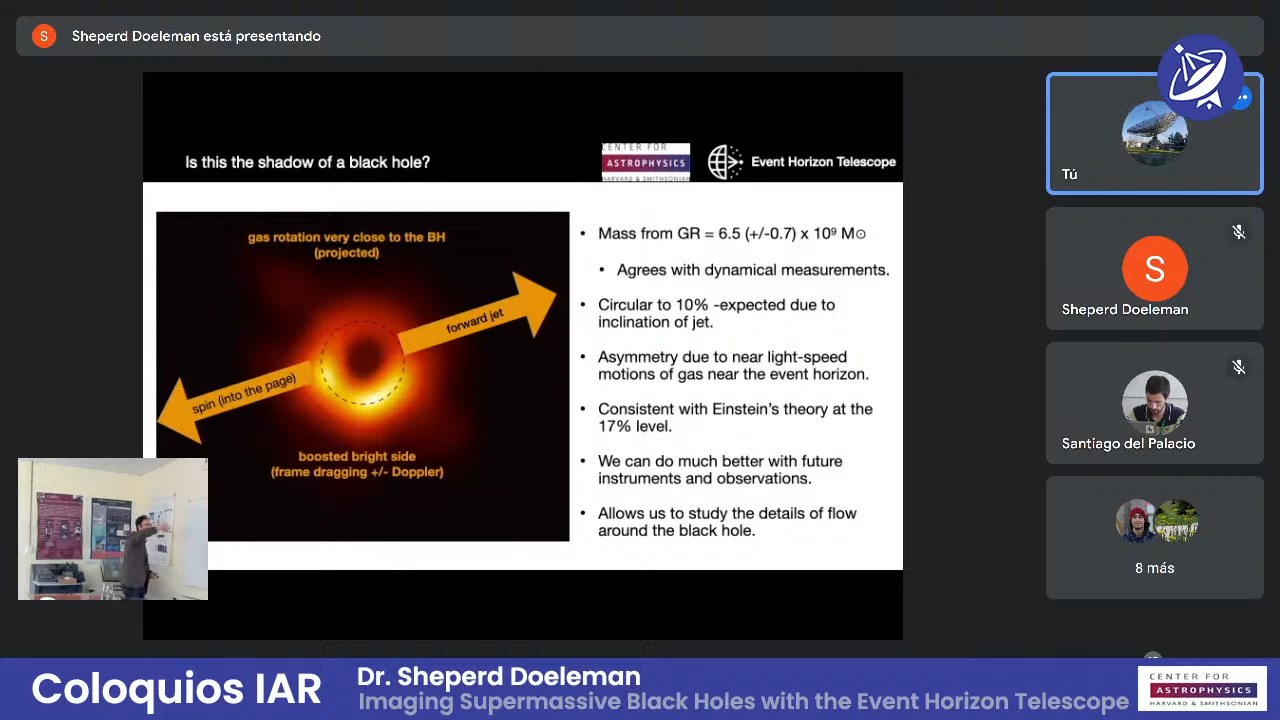 S
Sheperd Doeleman está presentando
Is this the shadow of a black hole?
CENTER FOR
ASTROPHYSICS
HARVARD & SMITHSONIAN
Event Horizon Telescope
gas rotation very close to the BH
(projected)
forward jet
spin (into the page)
boosted bright side
(frame dragging +/- Doppler)
• Mass from GR = 6.5 (+/-0.7) x 10⁹ M⊙
• Agrees with dynamical measurements.
• Circular to 10% -expected due to
inclination of jet.
• Asymmetry due to near light-speed
motions of gas near the event horizon.
• Consistent with Einstein's theory at the
17% level.
• We can do much better with future
instruments and observations.
• Allows us to study the details of flow
around the black hole.
Tú
S
Sheperd Doeleman
Santiago del Palacio
8 más
Coloquios IAR
Dr. Sheperd Doeleman
Imaging Supermassive Black Holes with the Event Horizon Telescope
CENTER FOR
ASTROPHYSICS
HARVARD & SMITHSONIAN